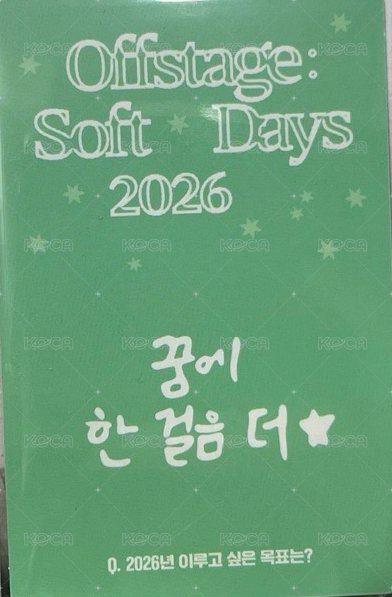 Offstage:
Soft Days
2026
꿈에
한 걸음 더★
Q. 2026년 이루고 싶은 목표는?
KPCA